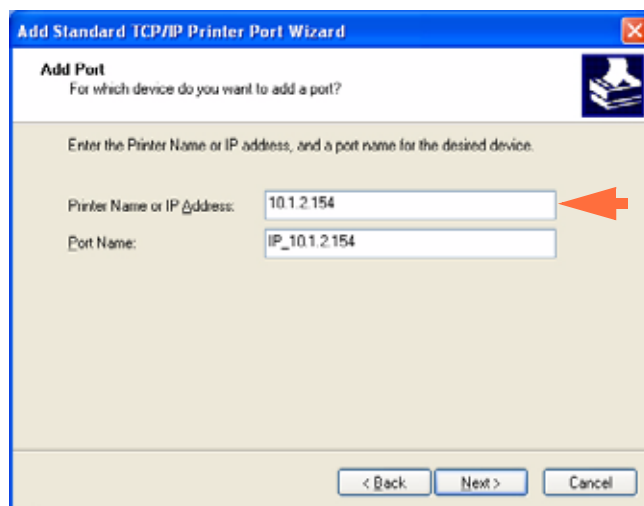 Add Standard TCP/IP Printer Port Wizard
Add Port
For which device do you want to add a port?
Enter the Printer Name or IP address, and a port name for the desired device.
Printer Name or IP Address: 10.1.2.154
Port Name: IP_10.1.2.154
< Back Next > Cancel